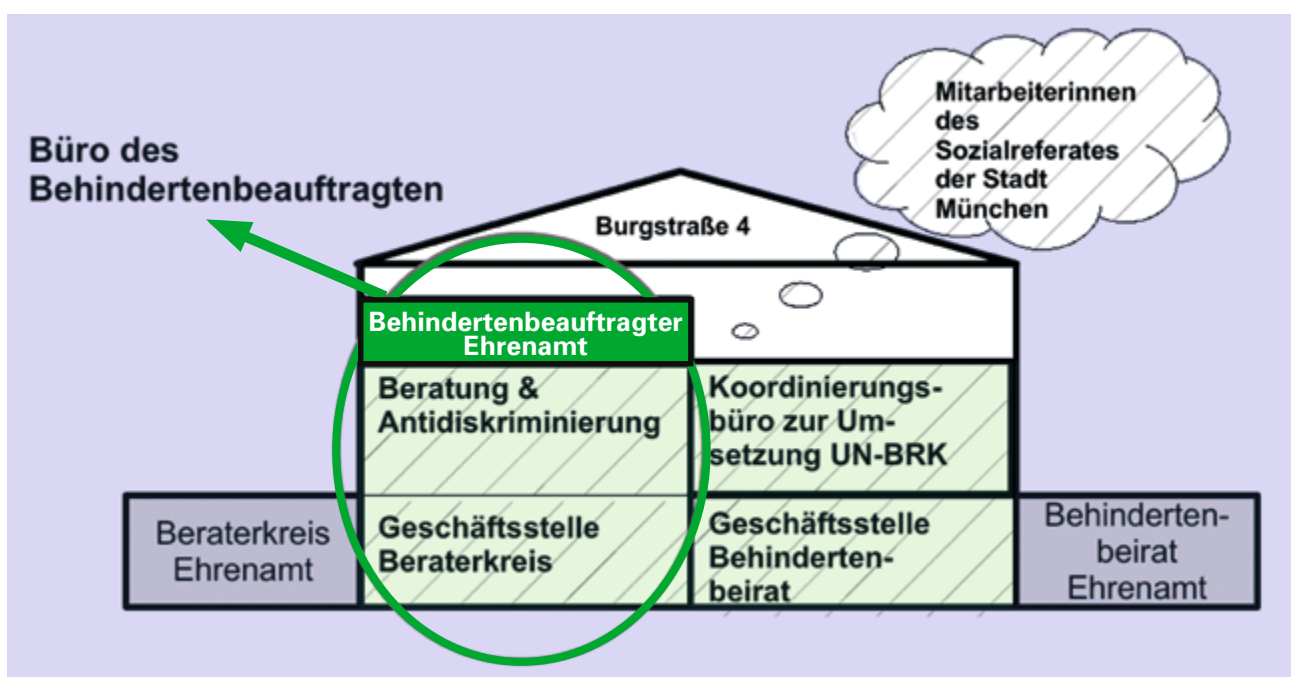 Mitarbeiterinnen
des
Sozialreferates
der Stadt
München
Büro des
Behindertenbeauftragten
Burgstraße 4
Behindertenbeauftragter
Ehrenamt
Beratung &
Antidiskriminierung
Koordinierungs-
büro zur Um-
setzung UN-BRK
Beraterkreis
Ehrenamt
Geschäftsstelle
Beraterkreis
Geschäftsstelle
Behinderten-
beirat
Behinderten-
beirat
Ehrenamt